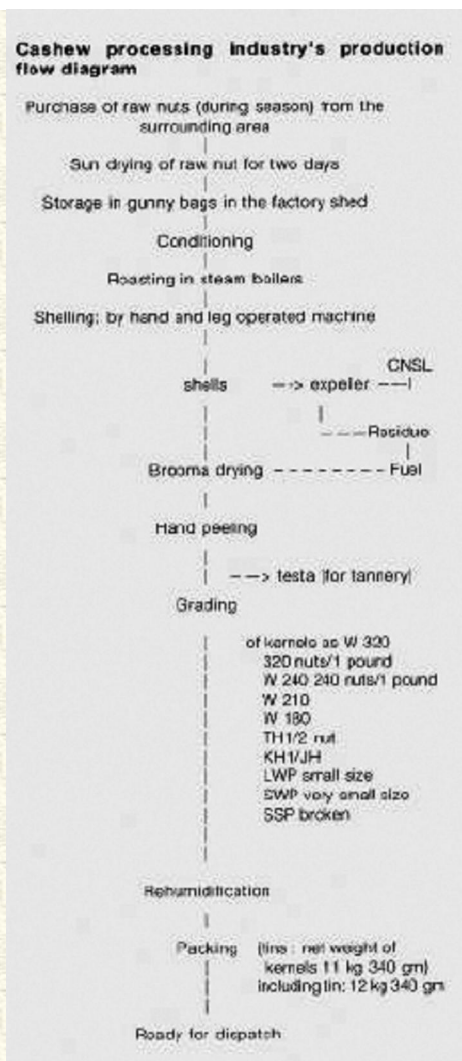 Cashew processing industry's production
flow diagram
Purchase of raw nuts (during season) from the
surrounding area
Sun drying of raw nut for two days
Storage in gunny bags in the factory shed
Conditioning
Roasting in steam boilers
Shelling; by hand and leg operated machine
CNSL
shells --> expeller
Residue
Brooma drying Fuel
Hand peeling
--> testa (for tannery)
Grading
of kernels as W 320
320 nuts/1 pound
W 240 240 nuts/1 pound
W 210
W 180
TH1/2 nut
KH1/JH
LWP small size
SWP very small size
SSP broken
Rehumidification
Packing (tins : net weight of
kernels 11 kg 340 gm)
including tin: 12 kg 340 gm
Ready for dispatch